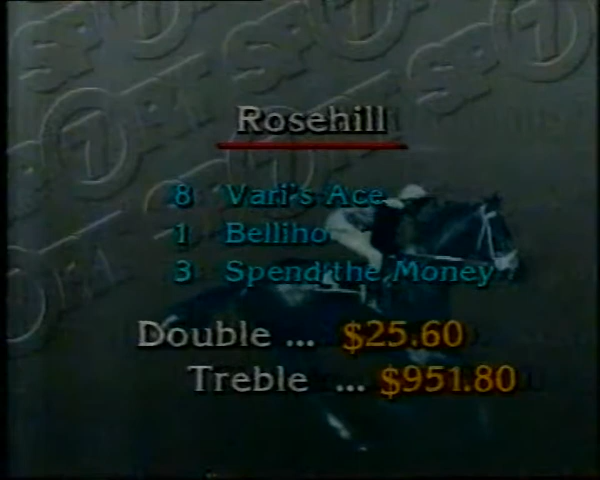 Rosehill
8 Vari's Ace
1 Belliho
3 Spend the Money
Double ... $25.60
Treble ... $951.80